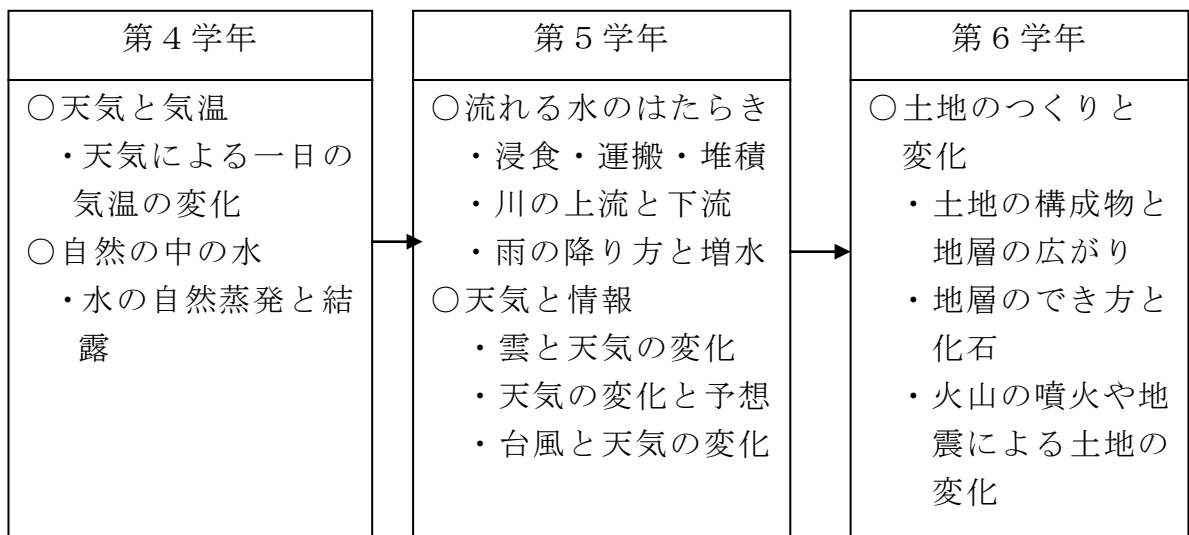 第4学年
○天気と気温
・天気による一日の
気温の変化
○自然の中の水
・水の自然蒸発と結
露
第5学年
○流れる水のはたらき
・浸食・運搬・堆積
・川の上流と下流
・雨の降り方と増水
○天気と情報
・雲と天気の変化
・天気の変化と予想
・台風と天気の変化
第6学年
○土地のつくりと
変化
・土地の構成物と
地層の広がり
・地層のでき方と
化石
・火山の噴火や地
震による土地の
変化